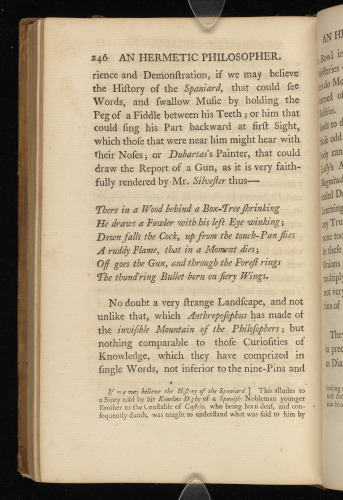 246 AN HERMETIC PHILOSOPHER.
rience and Demonſtration, if we may believe
the Hiſtory of the Spaniard, that could ſee
Words, and ſwallow Muſic by holding the
Peg of a Fiddle between his Teeth; or him that
could ſing his Part backward at firſt Sight,
which thoſe that were near him might hear with
their Noſes; or Dubartas's Painter, that could
draw the Report of a Gun, as it is very faith-
fully rendered by Mr. Silveſter thus—
There in a Wood behind a Box-Tree ſhrinking
He draws a Fowler with his left Eye winking;
Down falls the Cock, up from the touch-Pan flies
A ruddy Flame, that in a Moment dies;
Off goes the Gun, and through the Foreſt rings
The thund'ring Bullet born on fiery Wings.
No doubt a very ſtrange Landſcape, and not
unlike that, which Anthropoſophus has made of
the inviſible Mountain of the Philoſophers; but
nothing comparable to thoſe Curioſities of
Knowledge, which they have comprized in
ſingle Words, not inferior to the nine-Pins and
If we may believe the Hiſtory of the Spaniard] This alludes to
a Story told by Sir Kenelme Digby of a Spaniſh Nobleman younger
Brother to the Conſtable of Caſtile, who being born deaf, and con-
ſequently dumb, was taught to underſtand what was ſaid to him by